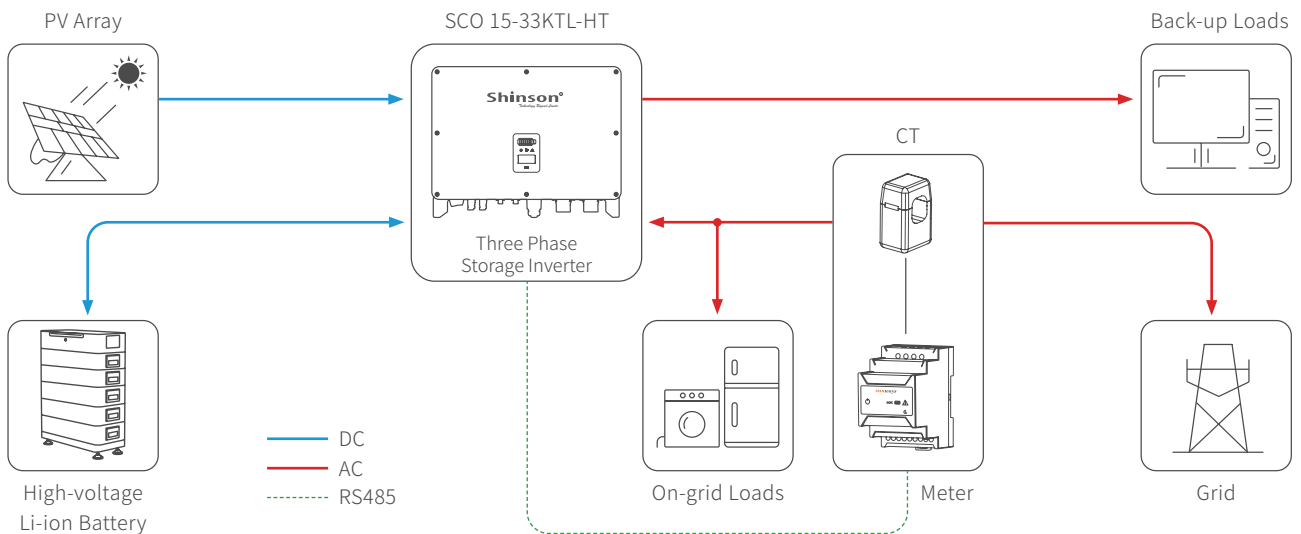 PV Array
SCO 15-33KTL-HT
Back-up Loads
Shinson
CT
Three Phase
Storage Inverter
DC
AC
RS485
High-voltage
Li-ion Battery
On-grid Loads
Meter
Grid